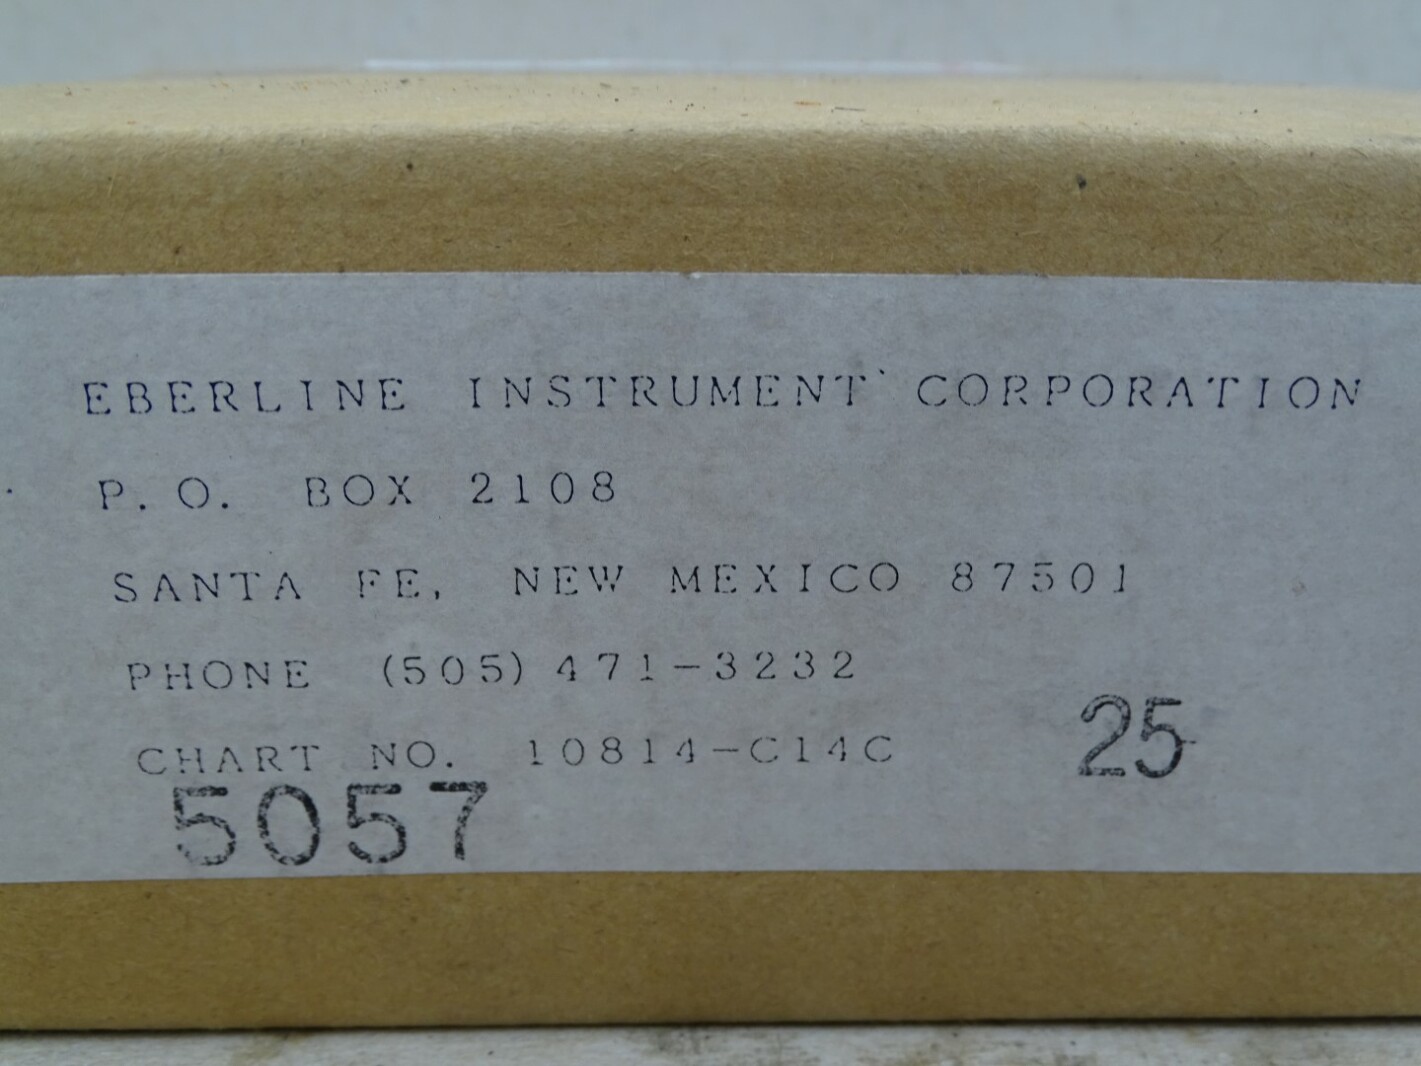 EBERLINE INSTRUMENT CORPORATION
P.O. BOX 2108
SANTA FE, NEW MEXICO 87501
PHONE (505) 471-3232
CHART NO. 10814-C14C
25
5057